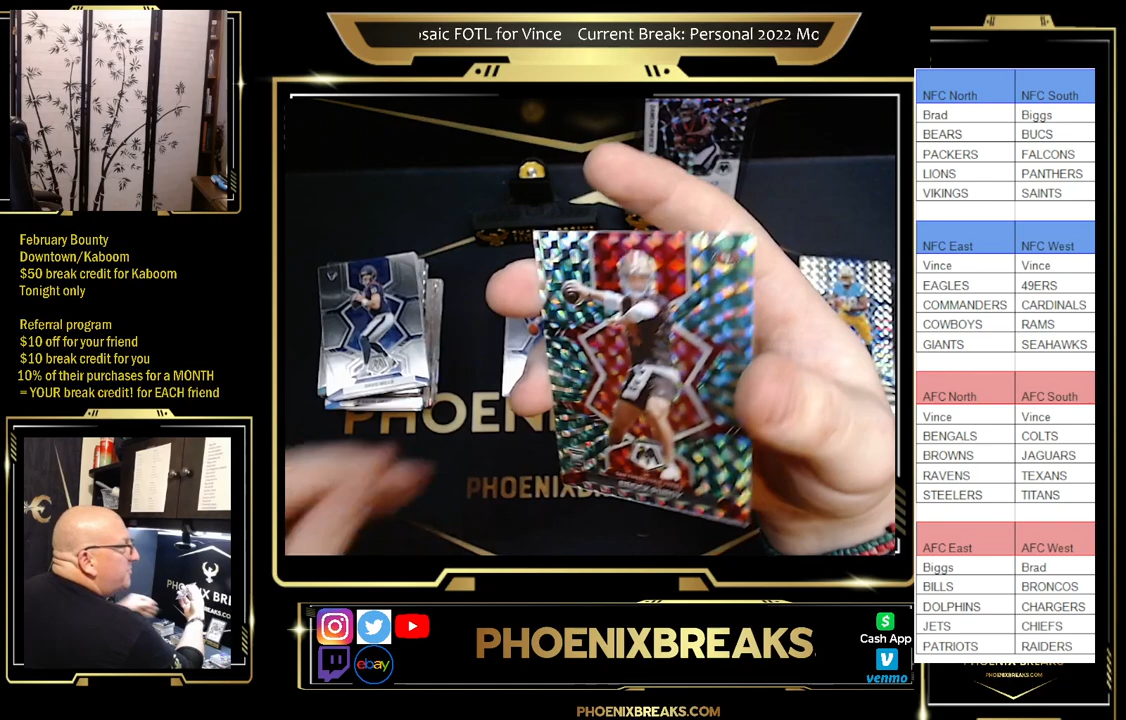 ɔsaic FOTL for Vince Current Break: Personal 2022 Mo
February Bounty
Downtown/Kaboom
$50 break credit for Kaboom
Tonight only
Referral program
$10 off for your friend
$10 break credit for you
10% of their purchases for a MONTH
= YOUR break credit! for EACH friend
PHOENIX
NFC North NFC South
Brad Biggs
BEARS BUCS
PACKERS FALCONS
LIONS PANTHERS
VIKINGS SAINTS
NFC East NFC West
Vince Vince
EAGLES 49ERS
COMMANDERS CARDINALS
COWBOYS RAMS
GIANTS SEAHAWKS
AFC North AFC South
Vince Vince
BENGALS COLTS
BROWNS JAGUARS
RAVENS TEXANS
STEELERS TITANS
AFC East AFC West
Biggs Brad
BILLS BRONCOS
DOLPHINS CHARGERS
JETS CHIEFS
PATRIOTS RAIDERS
PHOENIXBREAKS.COM
ebay
PHOENIXBREAKS
Cash App
venmo
PHOENIXBREAKS.COM